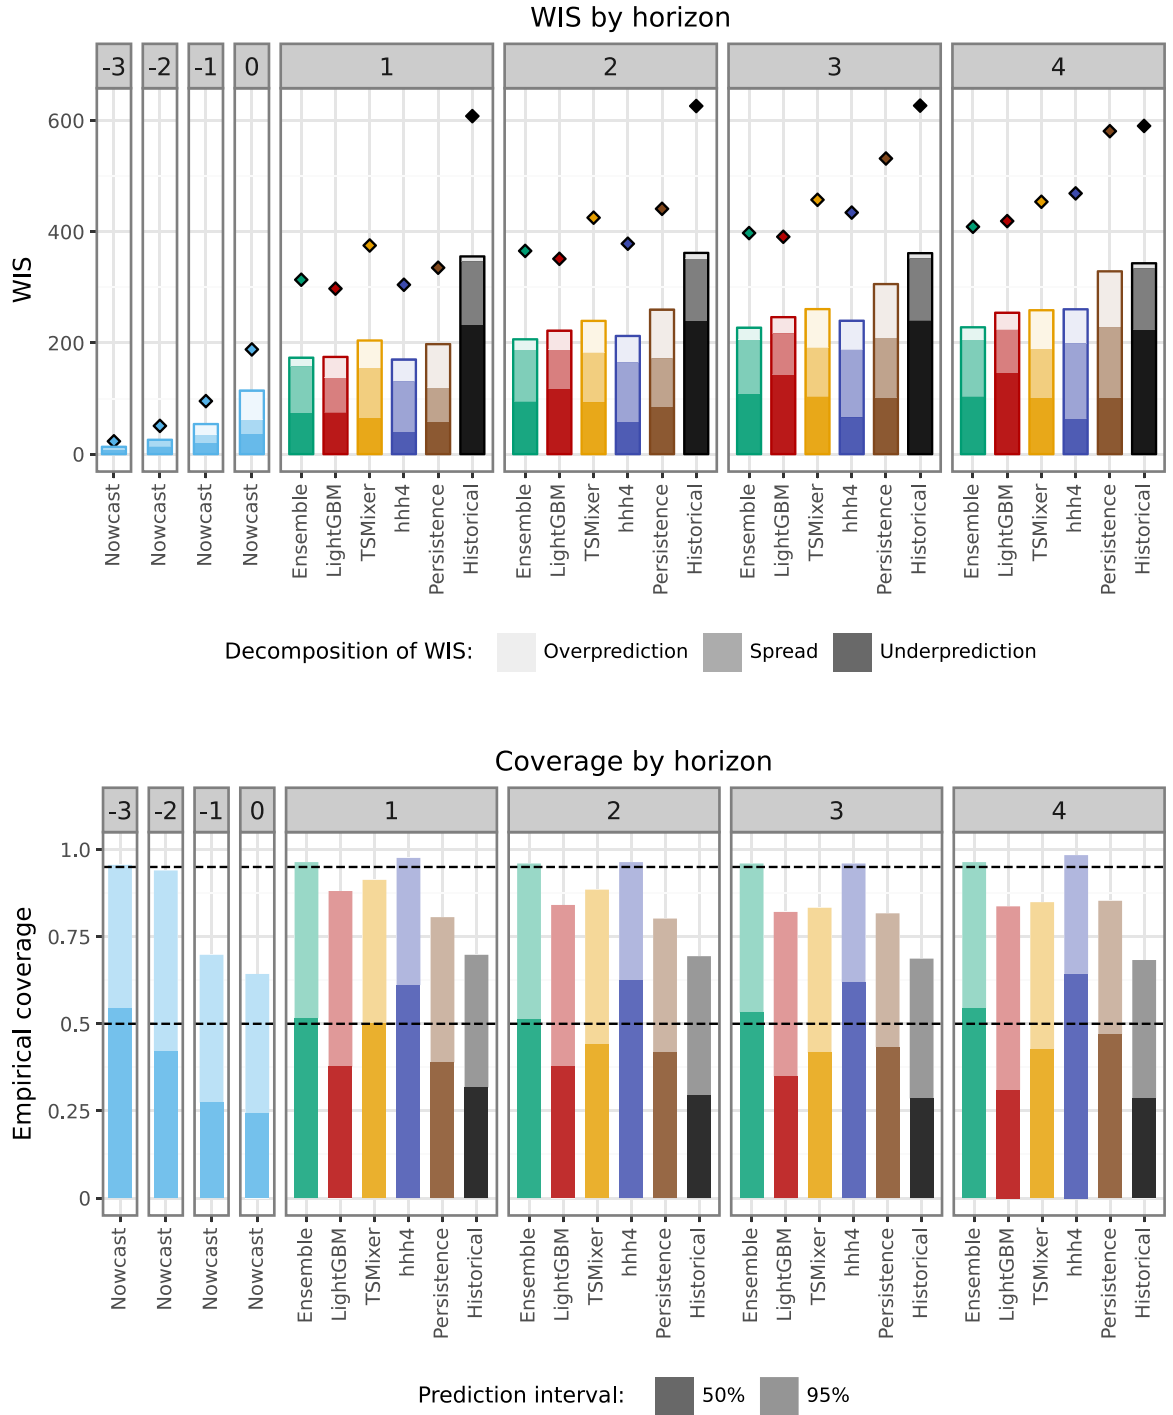 WIS by horizon
-3 -2 -1 0 1 2 3 4
600
400
200
0
WIS
Nowcast Nowcast Nowcast Nowcast Ensemble LightGBM TSMixer hhh4 Persistence Historical Ensemble LightGBM TSMixer hhh4 Persistence Historical Ensemble LightGBM TSMixer hhh4 Persistence Historical Ensemble LightGBM TSMixer hhh4 Persistence Historical
Decomposition of WIS: Overprediction Spread Underprediction
Coverage by horizon
-3 -2 -1 0 1 2 3 4
1.0
0.75
0.5
0.25
0
Empirical coverage
Nowcast Nowcast Nowcast Nowcast Ensemble LightGBM TSMixer hhh4 Persistence Historical Ensemble LightGBM TSMixer hhh4 Persistence Historical Ensemble LightGBM TSMixer hhh4 Persistence Historical Ensemble LightGBM TSMixer hhh4 Persistence Historical
Prediction interval: 50% 95%